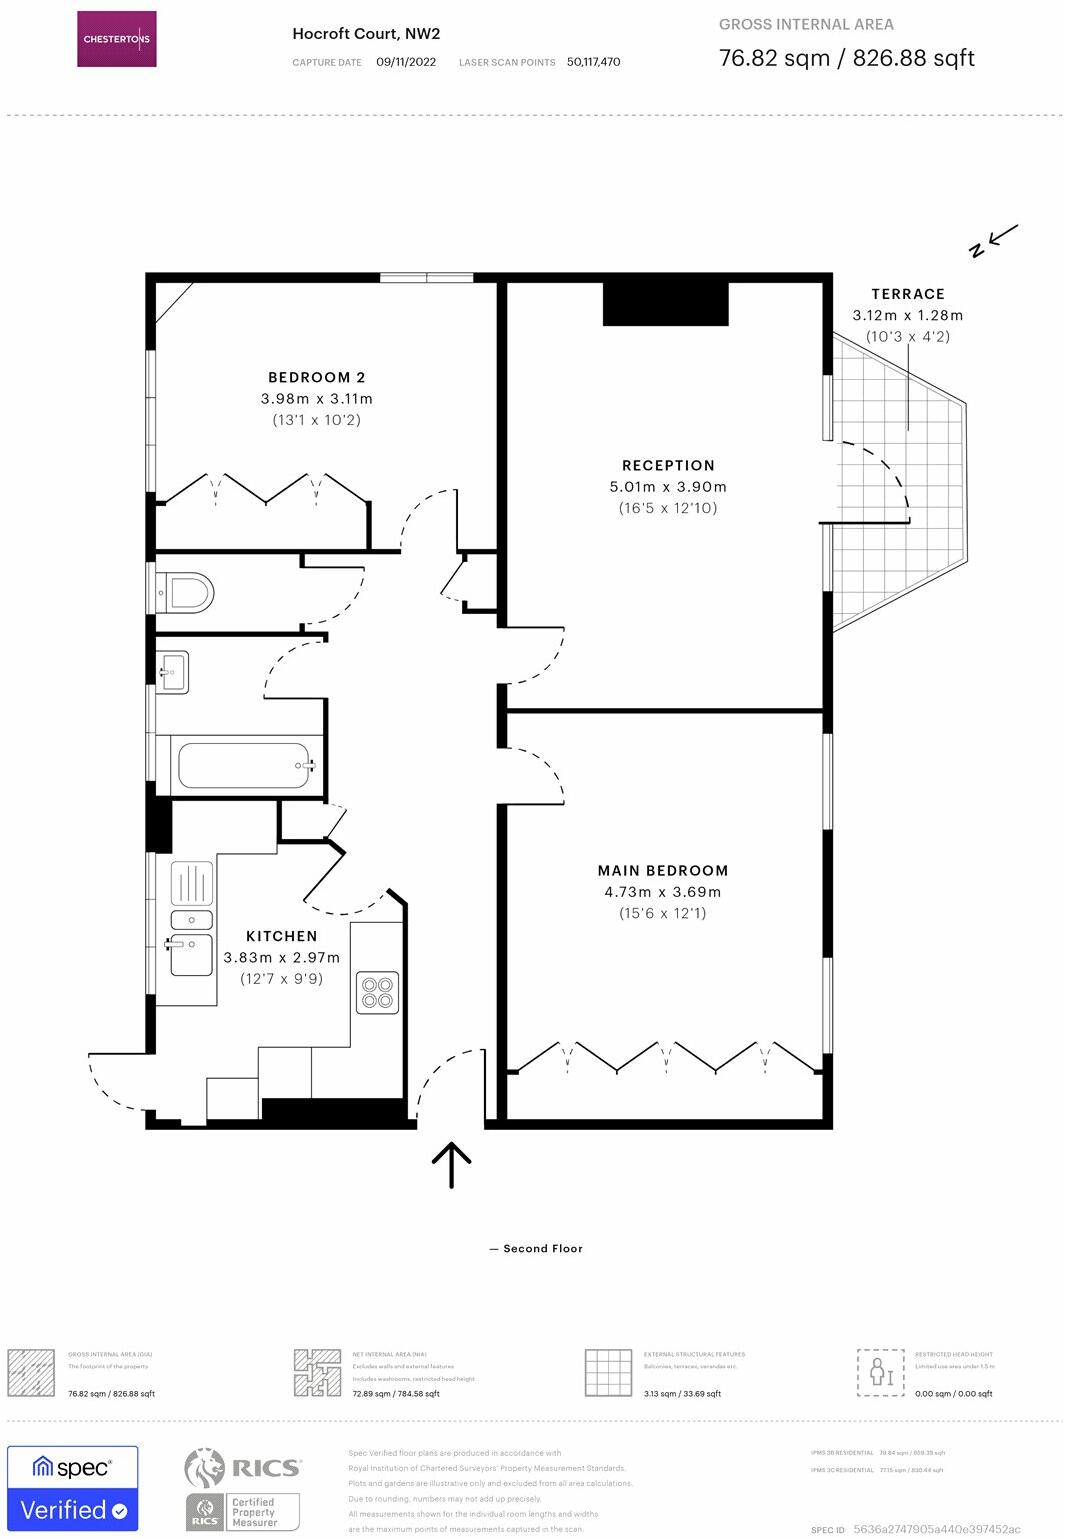 CHESTERTONS
Hocroft Court, NW2
CAPTURE DATE 09/11/2022 LASER SCAN POINTS 50,117,470
GROSS INTERNAL AREA
76.82 sqm / 826.88 sqft
N
TERRACE
3.12m x 1.28m
(10'3 x 4'2)
BEDROOM 2
3.98m x 3.11m
(13'1 x 10'2)
RECEPTION
5.01m x 3.90m
(16'5 x 12'10)
MAIN BEDROOM
4.73m x 3.69m
(15'6 x 12'1)
KITCHEN
3.83m x 2.97m
(12'7 x 9'9)
— Second Floor
GROSS INTERNAL AREA (GIA)
The footprint of the property
76.82 sqm / 826.88 sqft
NET INTERNAL AREA (NIA)
Excludes walls and external features
Includes washrooms, restricted head height
72.89 sqm / 784.58 sqft
EXTERNAL STRUCTURAL FEATURES
Balconies, terraces, verandas etc.
3.13 sqm / 33.69 sqft
RESTRICTED HEAD HEIGHT
Limited use area under 1.5 m
0.00 sqm / 0.00 sqft
spec
Verified
RICS
RICS
Certified
Property
Measurer
Spec Verified floor plans are produced in accordance with
Royal Institution of Chartered Surveyors' Property Measurement Standards.
Plots and gardens are illustrative only and excluded from all area calculations.
Due to rounding, numbers may not add up precisely.
All measurements shown for the individual room lengths and widths
are the maximum points of measurements captured in the scan.
IPMS 3B RESIDENTIAL 79.84 sqm / 859.39 sqft
IPMS 3C RESIDENTIAL 77.15 sqm / 830.44 sqft
SPEC ID 5636a2747905a440e397452ac